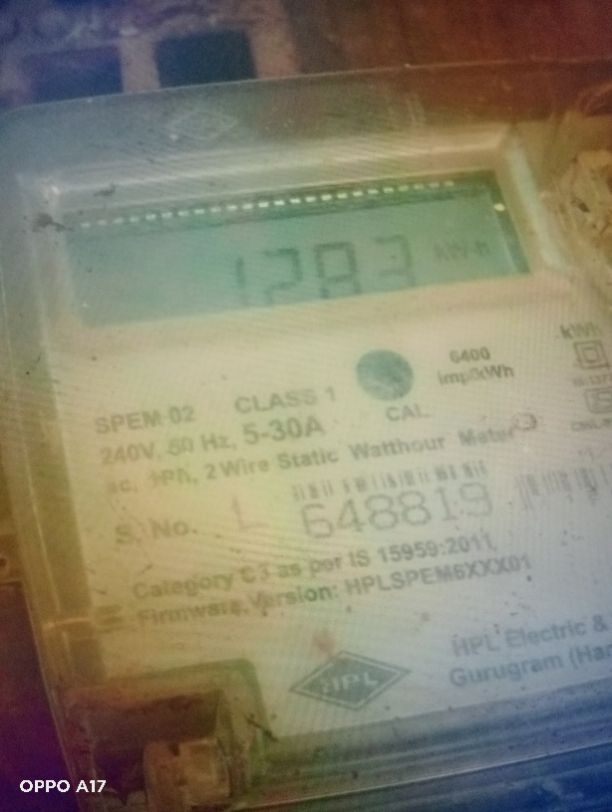 1283 kW h
kWh
6400
imp/kWh
SPEM 02 CLASS 1
CAL
240V, 50 Hz, 5-30A
ac, 1Ph, 2 Wire Static Watthour Meter
S. No. L 648819
Category C3 as per IS 15959:2011,
Firmware Version: HPLSPEM6XXX01
HPL
HPL Electric &
Gurugram (Har
OPPO A17